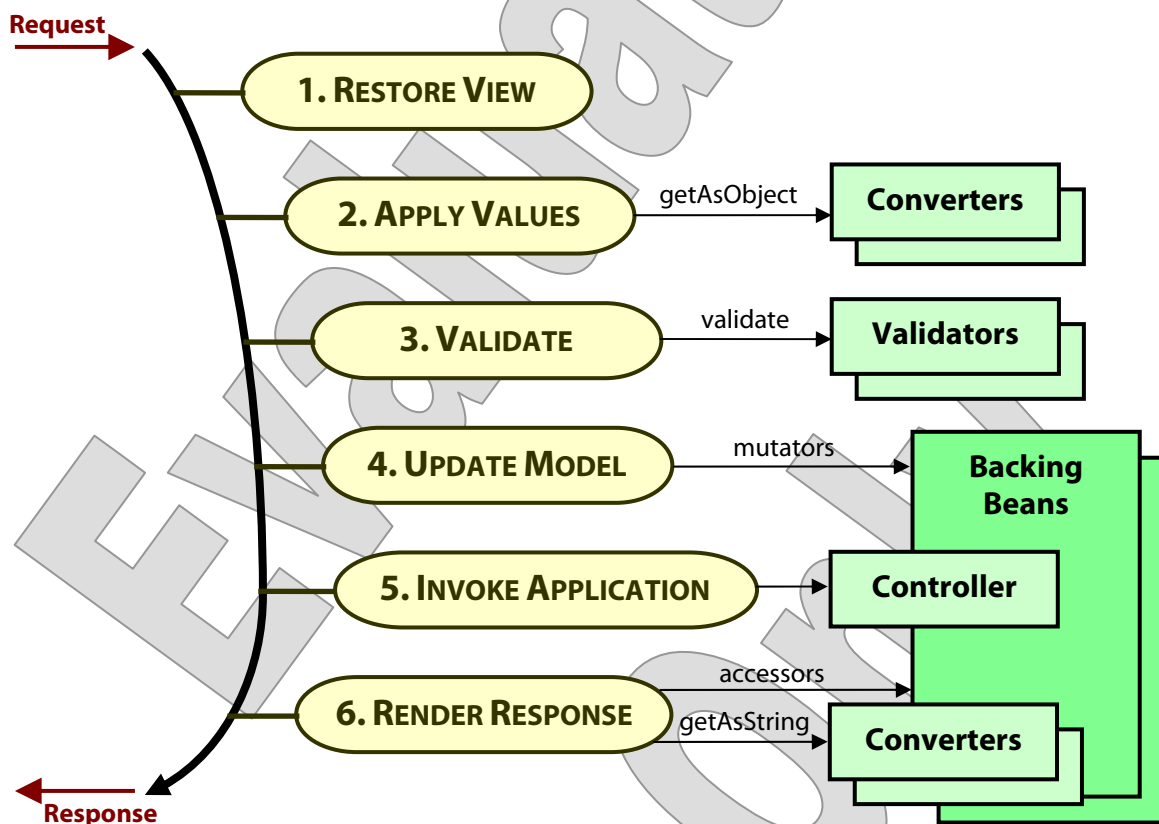 Request
1. RESTORE VIEW
2. APPLY VALUES
getAsObject
Converters
3. VALIDATE
validate
Validators
4. UPDATE MODEL
mutators
Backing
Beans
5. INVOKE APPLICATION
Controller
6. RENDER RESPONSE
accessors
getAsString
Converters
Response